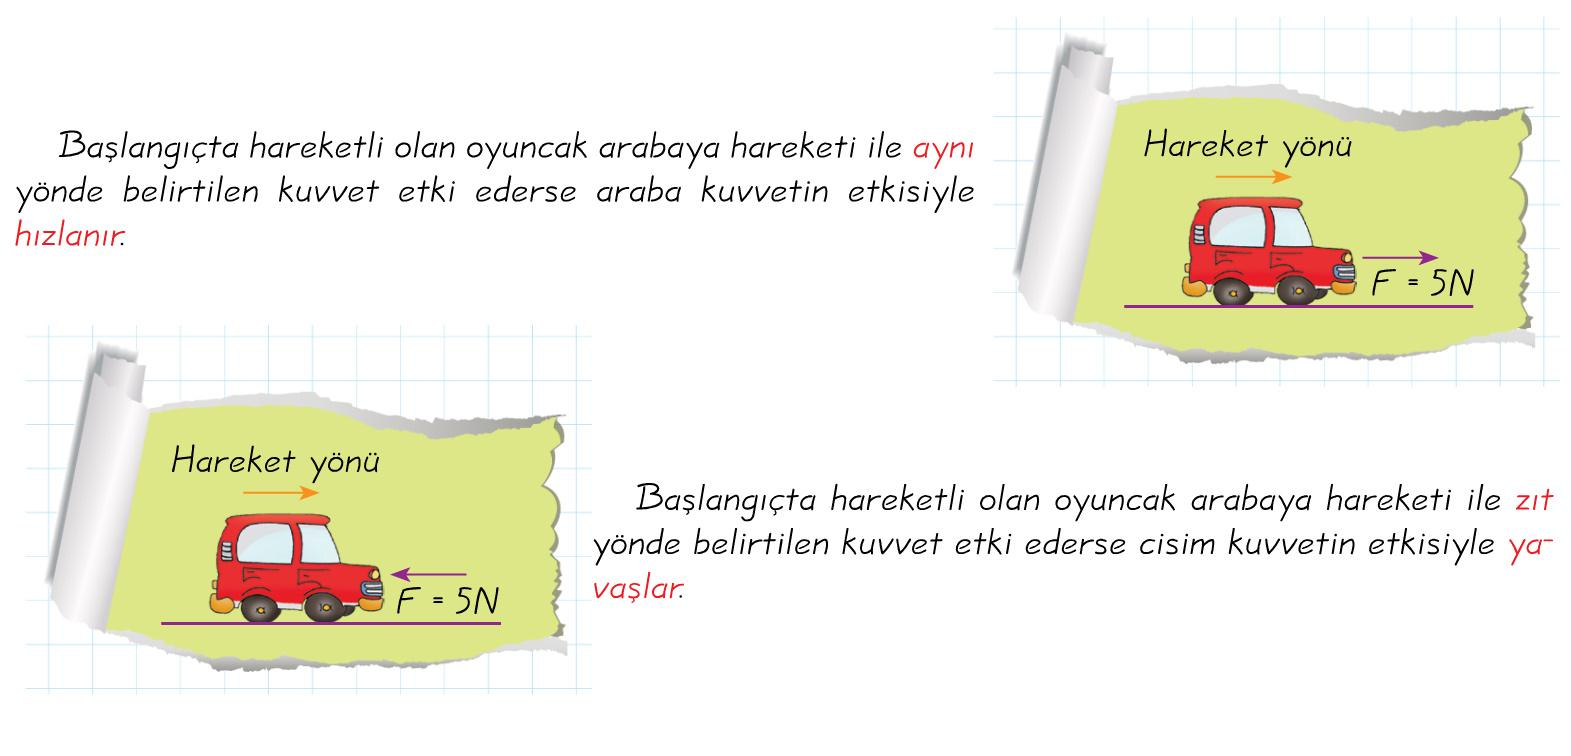 Başlangıçta hareketli olan oyuncak arabaya hareketi ile aynı
yönde belirtilen kuvvet etki ederse araba kuvvetin etkisiyle
hızlanır.
Hareket yönü
F = 5N
Hareket yönü
F = 5N
Başlangıçta hareketli olan oyuncak arabaya hareketi ile zıt
yönde belirtilen kuvvet etki ederse cisim kuvvetin etkisiyle ya-
vaşlar.